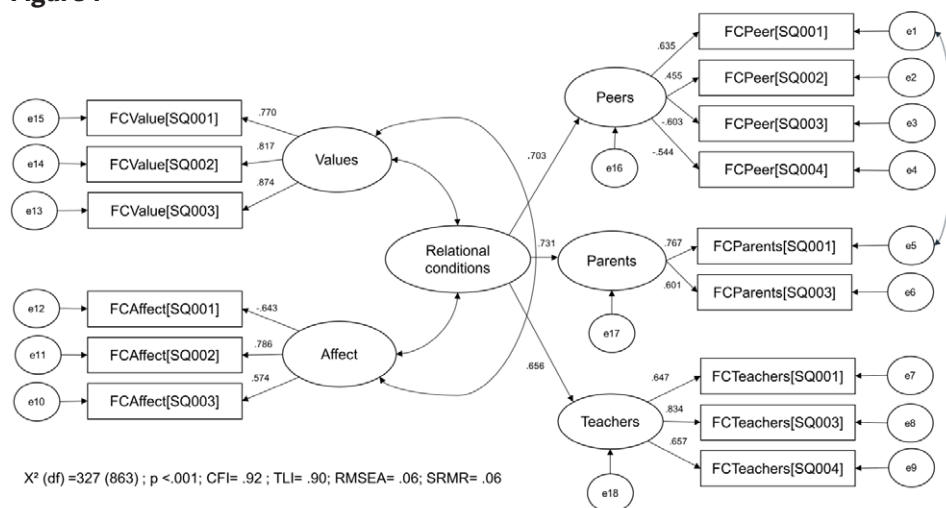 Figure
e15
FCValue[SQ001]
.770
e14
FCValue[SQ002]
.817
e13
FCValue[SQ003]
.874
Values
e12
FCAffect[SQ001]
-.643
e11
FCAffect[SQ002]
.786
e10
FCAffect[SQ003]
.574
Affect
Relational
conditions
.703
.731
.656
Peers
e16
.635
FCPeer[SQ001]
e1
.455
FCPeer[SQ002]
e2
-.603
FCPeer[SQ003]
e3
-.544
FCPeer[SQ004]
e4
Parents
e17
.767
FCParents[SQ001]
e5
.601
FCParents[SQ003]
e6
Teachers
e18
.647
FCTeachers[SQ001]
e7
.834
FCTeachers[SQ003]
e8
.657
FCTeachers[SQ004]
e9
X² (df) =327 (863) ; p <.001; CFI= .92 ; TLI= .90; RMSEA= .06; SRMR= .06